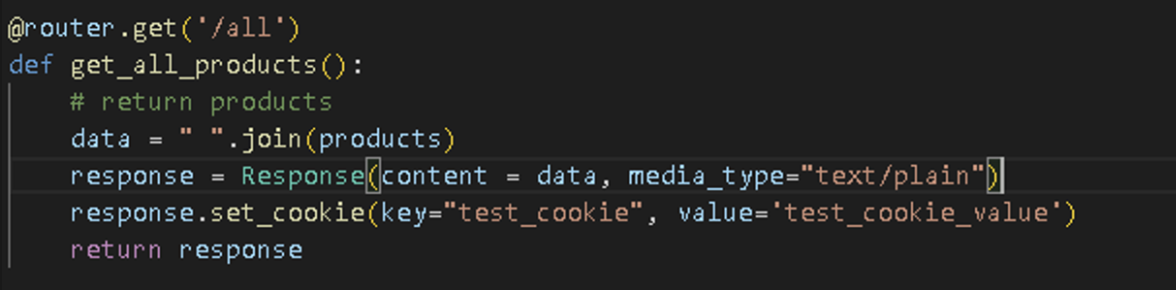 @router.get('/all')
def get_all_products():
    # return products
    data = " ".join(products)
    response = Response(content = data, media_type="text/plain")
    response.set_cookie(key="test_cookie", value='test_cookie_value')
    return response